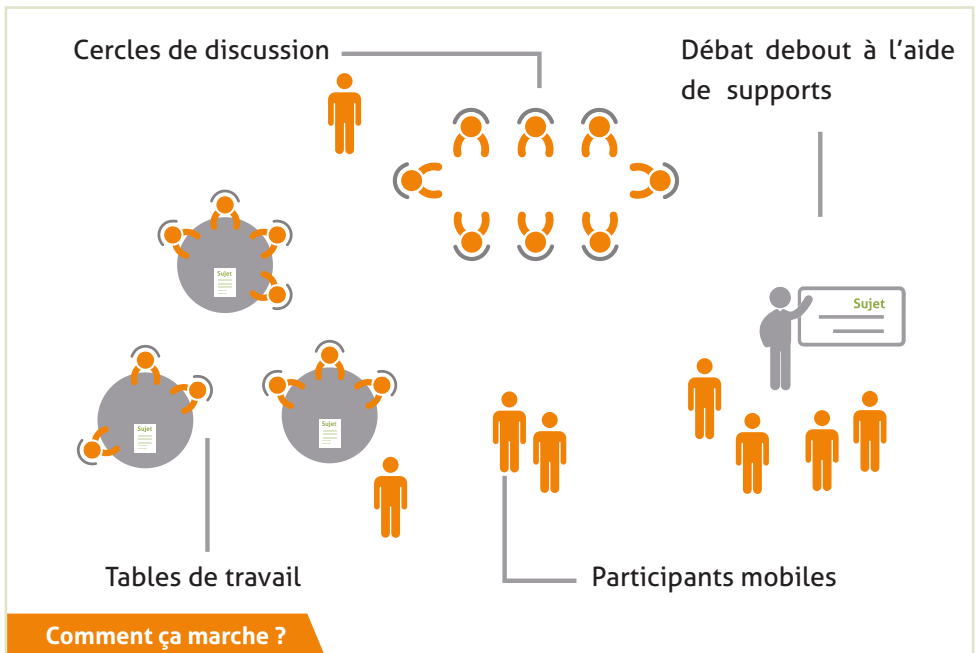 Cercles de discussion
Débat debout à l'aide
de supports
Sujet
Sujet
Sujet
Sujet
Tables de travail
Participants mobiles
Comment ça marche ?